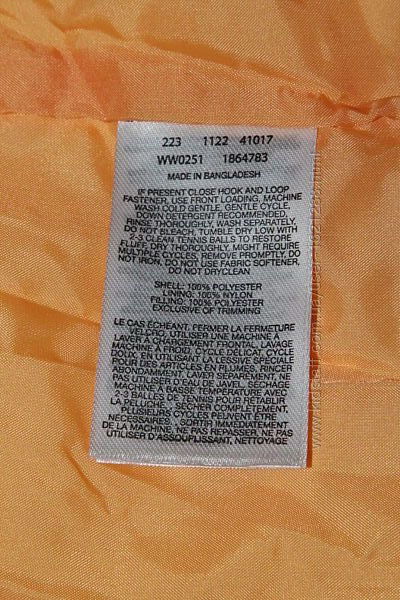 223 1122 41017
WW0251 1864783
MADE IN BANGLADESH
IF PRESENT CLOSE HOOK AND LOOP
FASTENER, USE FRONT LOADING, MACHINE
WASH COLD GENTLE, GENTLE CYCLE,
DOWN DETERGENT RECOMMENDED,
RINSE THOROUGHLY, WASH SEPARATELY,
DO NOT BLEACH, TUMBLE DRY LOW WITH
2-3 CLEAN TENNIS BALLS TO RESTORE
FLUFF, DRY THOROUGHLY, MIGHT REQUIRE
MULTIPLE CYCLES, REMOVE PROMPTLY, DO
NOT IRON, DO NOT USE FABRIC SOFTENER,
DO NOT DRYCLEAN
SHELL: 100% POLYESTER
LINING: 100% NYLON
FILLING: 100% POLYESTER
EXCLUSIVE OF TRIMMING
LE CAS ÉCHEANT, FERMER LA FERMETURE
VELCRO, UTILISER UNE MACHINE À
LAVER À CHARGEMENT FRONTAL, LAVAGE
MACHINE À FROID, CYCLE DÉLICAT, CYCLE
DOUX, EN UTILISANT LA LESSIVE SPÉCIALE
POUR DES ARTICLES EN PLUMES, RINCER
ABONDAMMENT, LAVER SÉPARÉMENT, NE
PAS UTILISER D'EAU DE JAVEL, SÉCHAGE
MACHINE À BASSE TEMPÉRATURE AVEC
2-3 BALLES DE TENNIS POUR RÉTABLIR
LA PELUCHE, SÉCHER COMPLÈTEMENT,
PLUSIEURS CYCLES PEUVENT ÊTRE
NÉCESSAIRES, SORTIR IMMÉDIATEMENT
DE LA MACHINE, NE PAS REPASSER, NE PAS
UTILISER D'ASSOUPLISSANT, NETTOYAGE